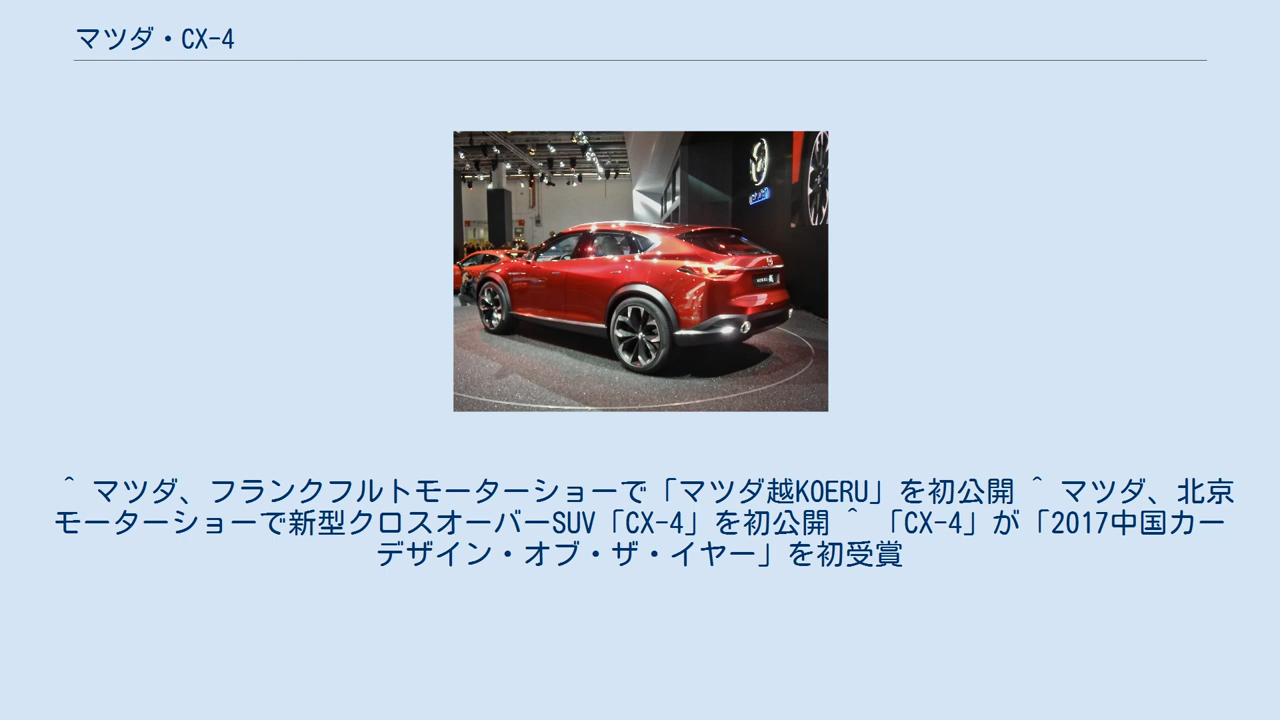 マツダ・CX-4
^ マツダ、フランクフルトモーターショーで「マツダ越KOERU」を初公開 ^ マツダ、北京
モーターショーで新型クロスオーバーSUV「CX-4」を初公開 ^ 「CX-4」が「2017中国カー
デザイン・オブ・ザ・イヤー」を初受賞